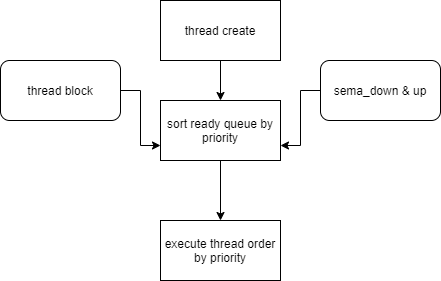 thread create
thread block
sema_down & up
sort ready queue by
priority
execute thread order
by priority